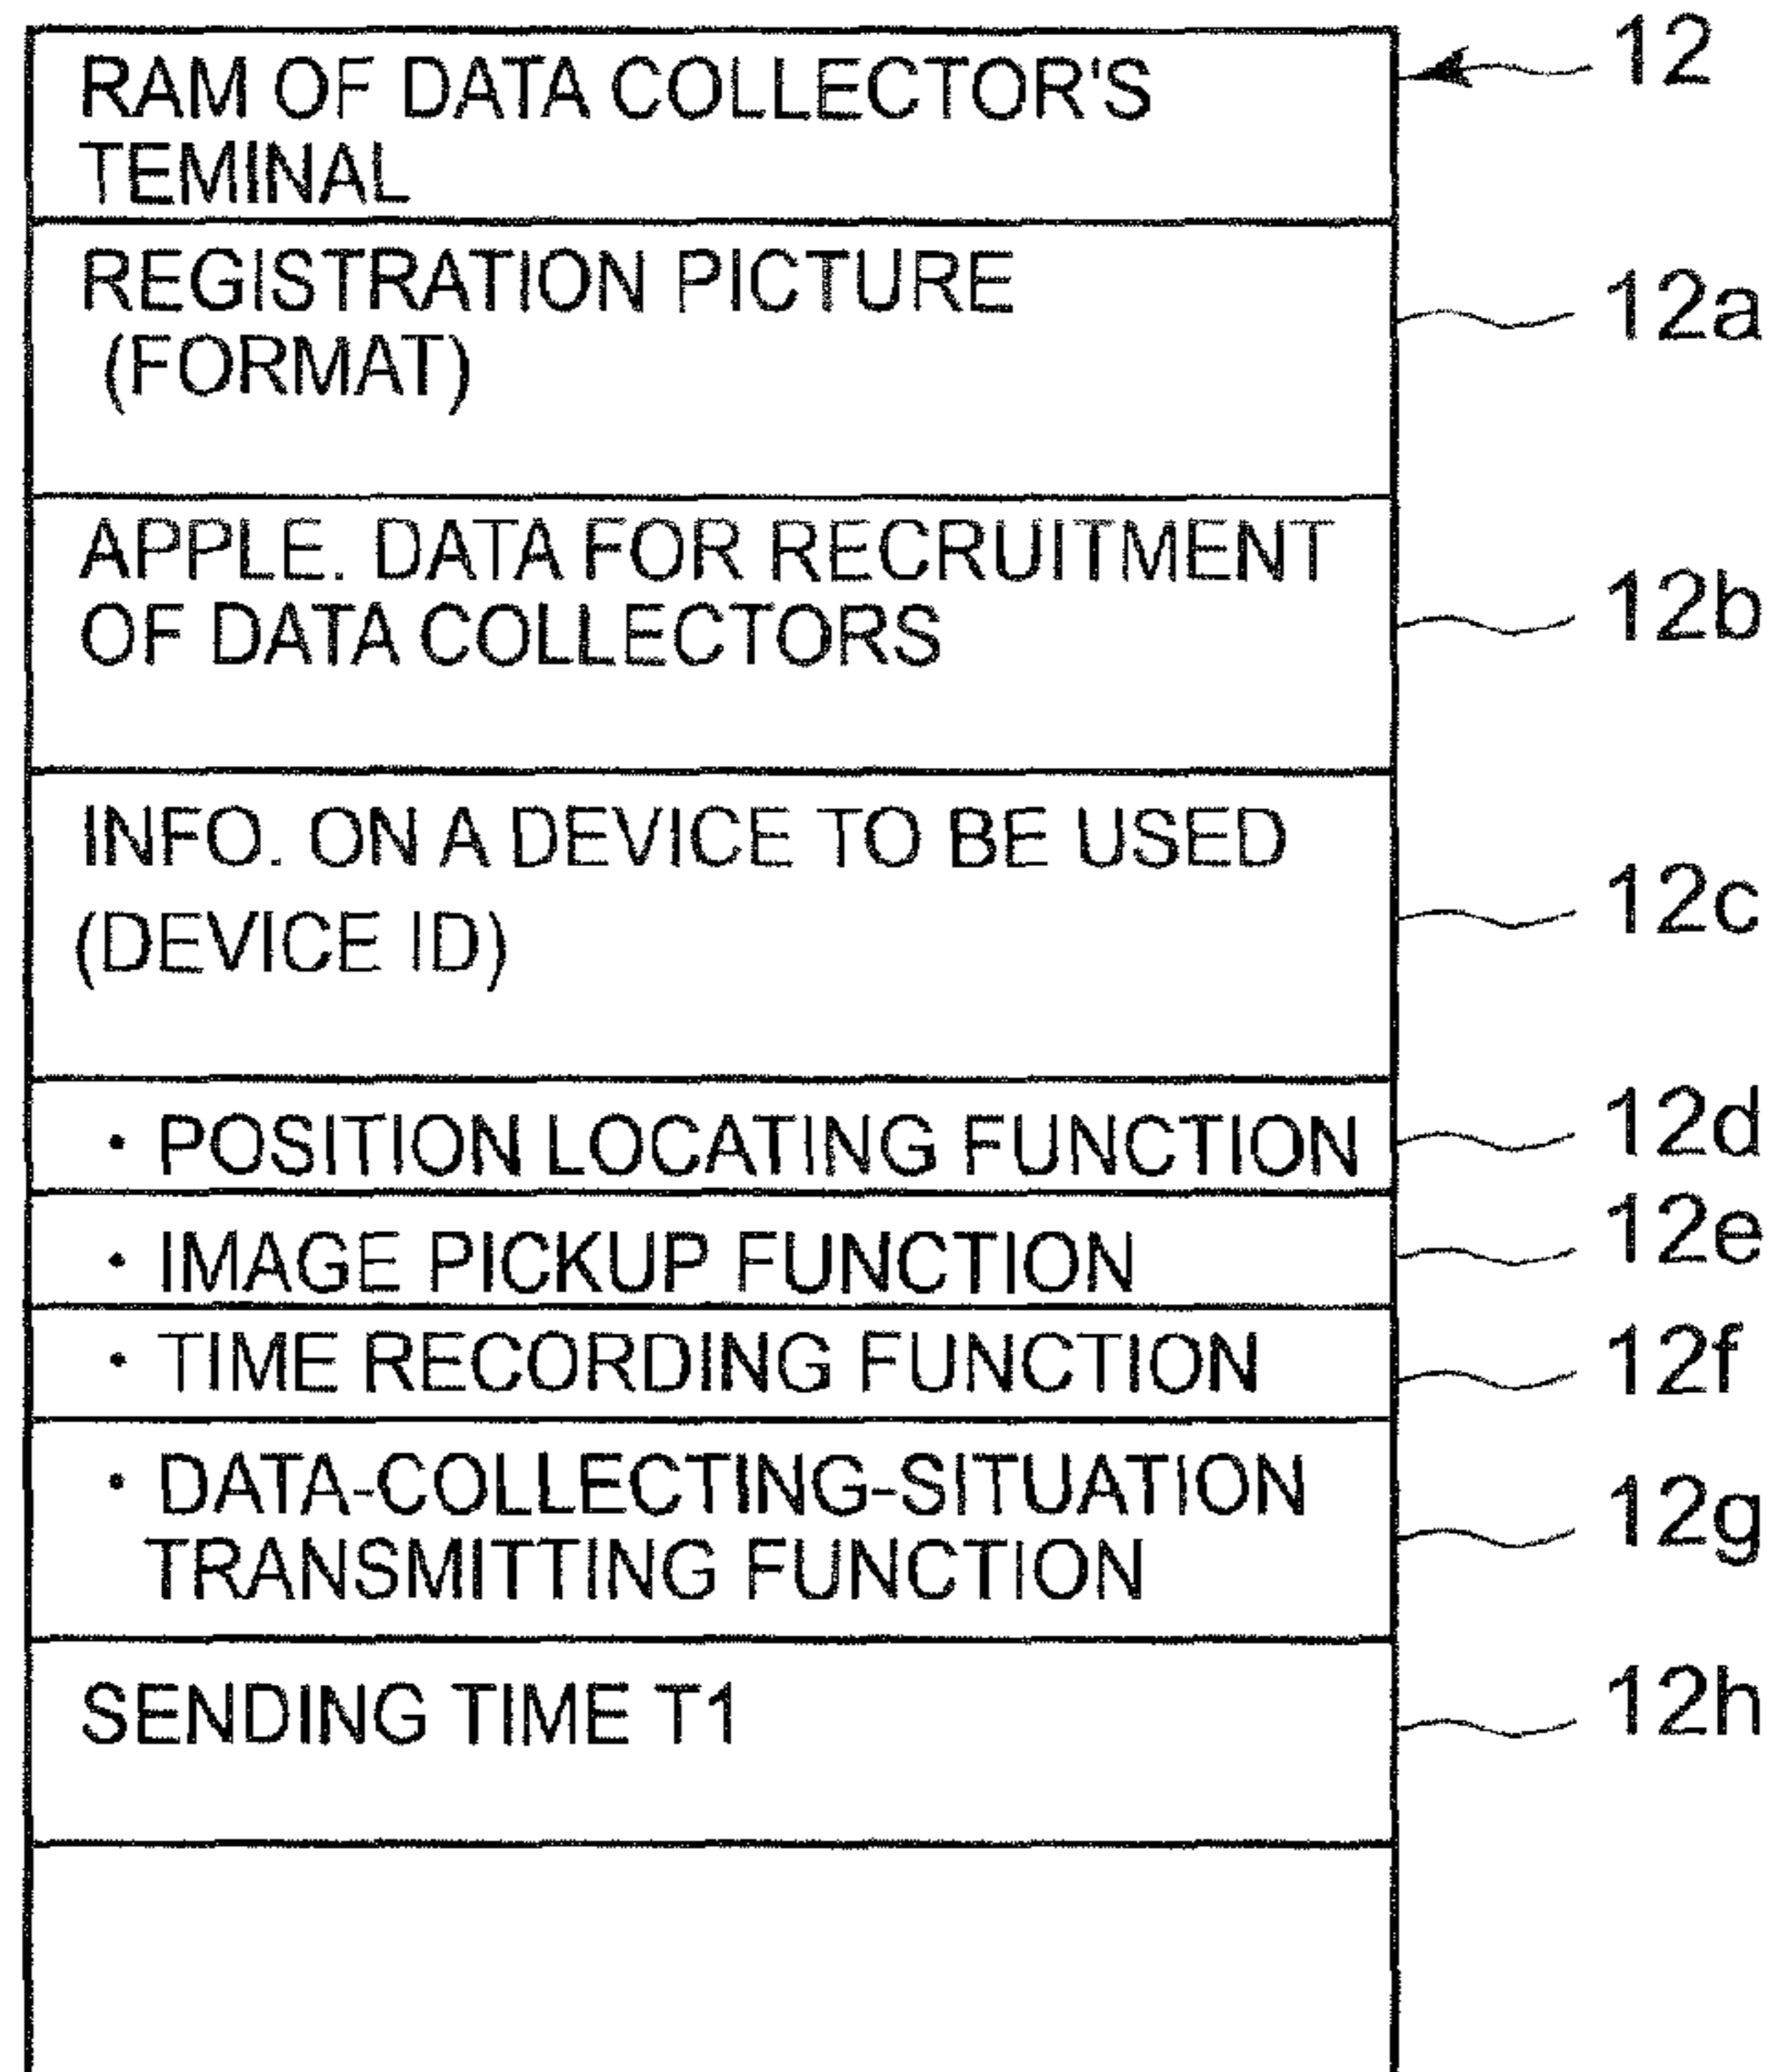 RAM OF DATA COLLECTOR'S 12
TEMINAL
REGISTRATION PICTURE 12a
(FORMAT)
APPLE. DATA FOR RECRUITMENT
OF DATA COLLECTORS 12b
INFO. ON A DEVICE TO BE USED 12c
(DEVICE ID)
· POSITION LOCATING FUNCTION 12d
· IMAGE PICKUP FUNCTION 12e
· TIME RECORDING FUNCTION 12f
· DATA-COLLECTING-SITUATION 12g
TRANSMITTING FUNCTION
SENDING TIME T1 12h